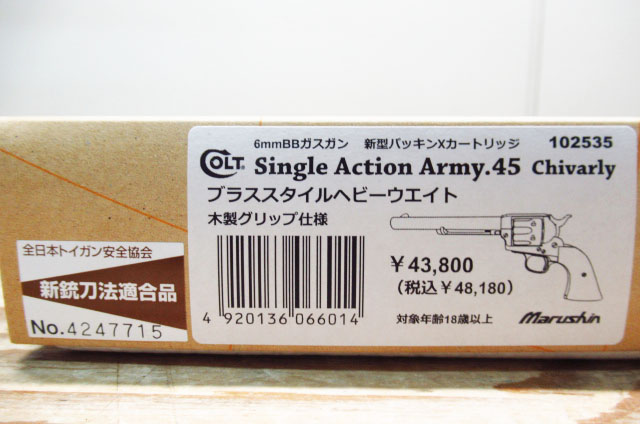 6mmBBガスガン 新型パッキンXカートリッジ 102535
COLT Single Action Army.45 Chivarly
ブラススタイルヘビーウエイト
木製グリップ仕様
￥43,800
(税込￥48,180)
4 920136 066014
対象年齢18歳以上 Marushin
全日本トイガン安全協会
新銃刀法適合品
No.4247715